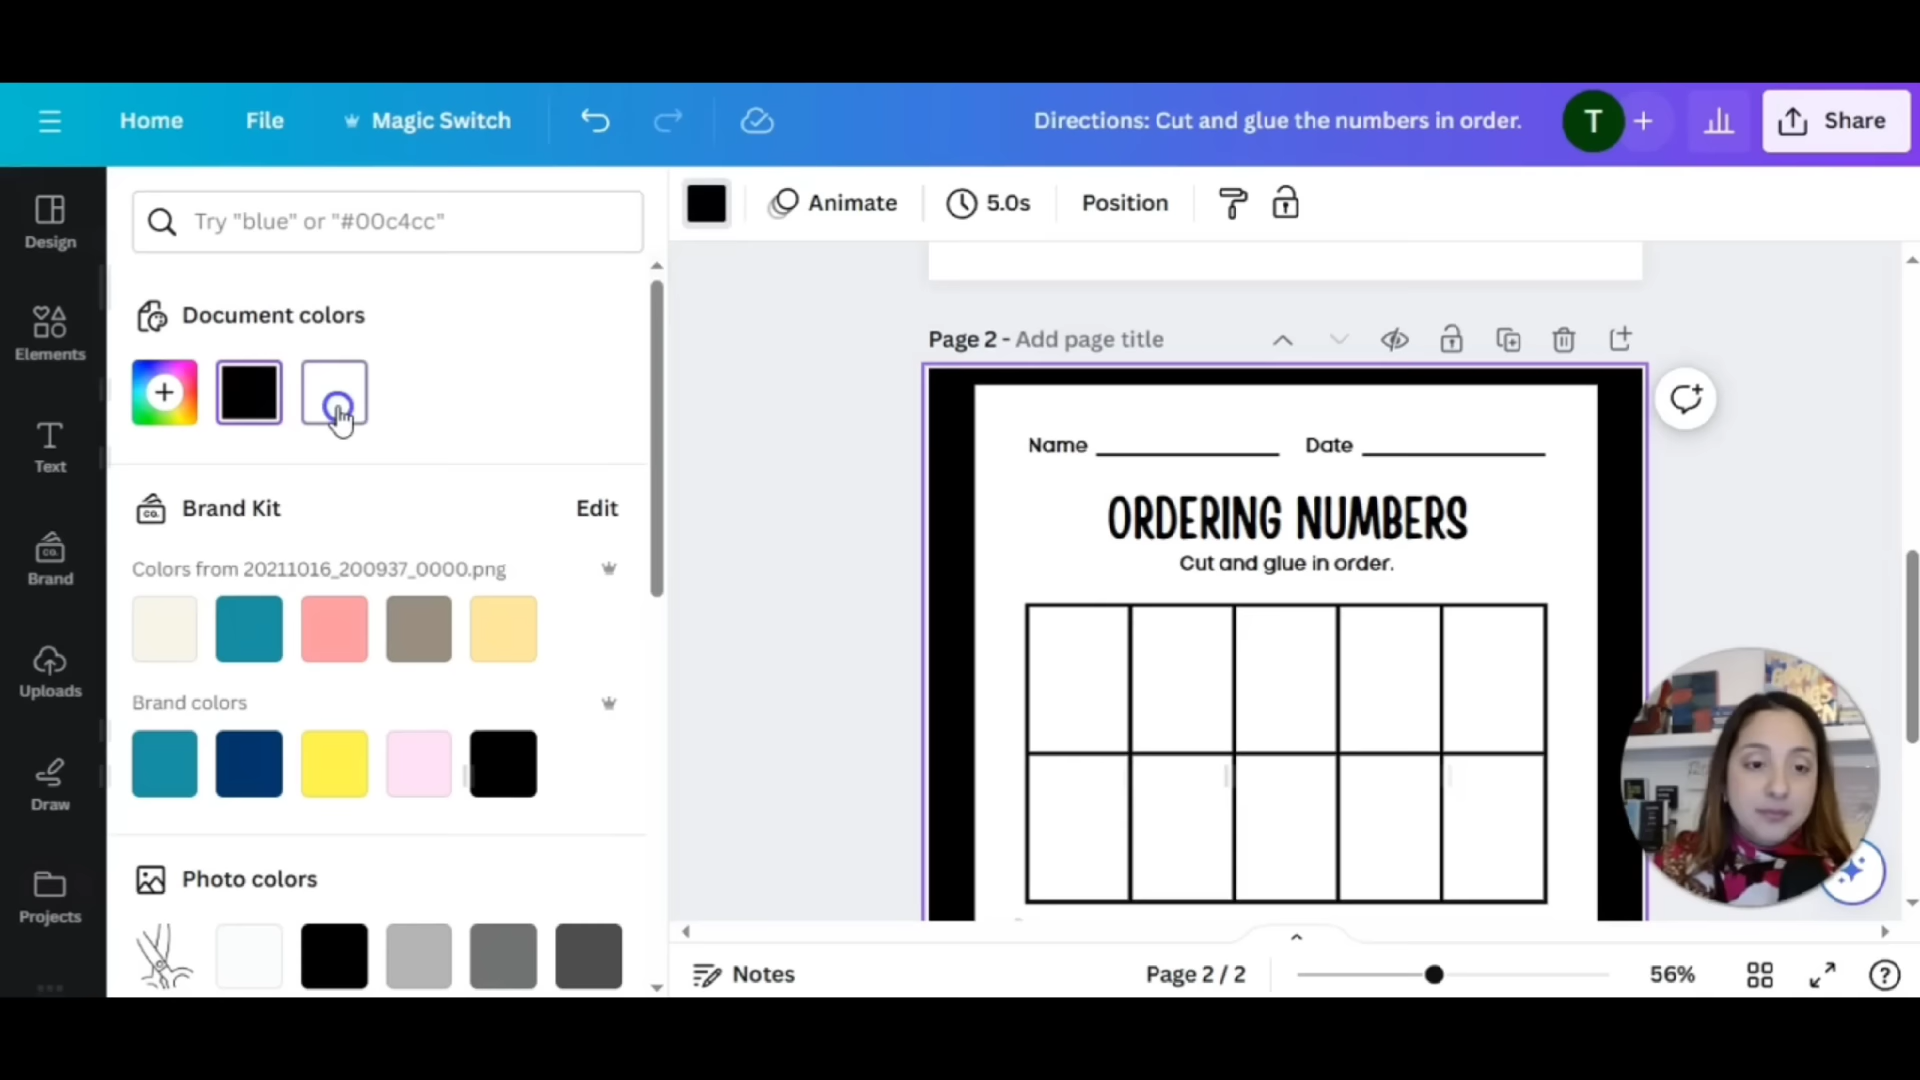 Home File Magic Switch Directions: Cut and glue the numbers in order. T + Share
Try "blue" or "#00c4cc"
Animate 5.0s Position
Design
Elements
Text
Brand
Uploads
Draw
Projects
Document colors
Brand Kit Edit
CO.
Colors from 20211016_200937_0000.png
Brand colors
Photo colors
Page 2 - Add page title
Name Date
ORDERING NUMBERS
Cut and glue in order.
Notes Page 2 / 2 56%